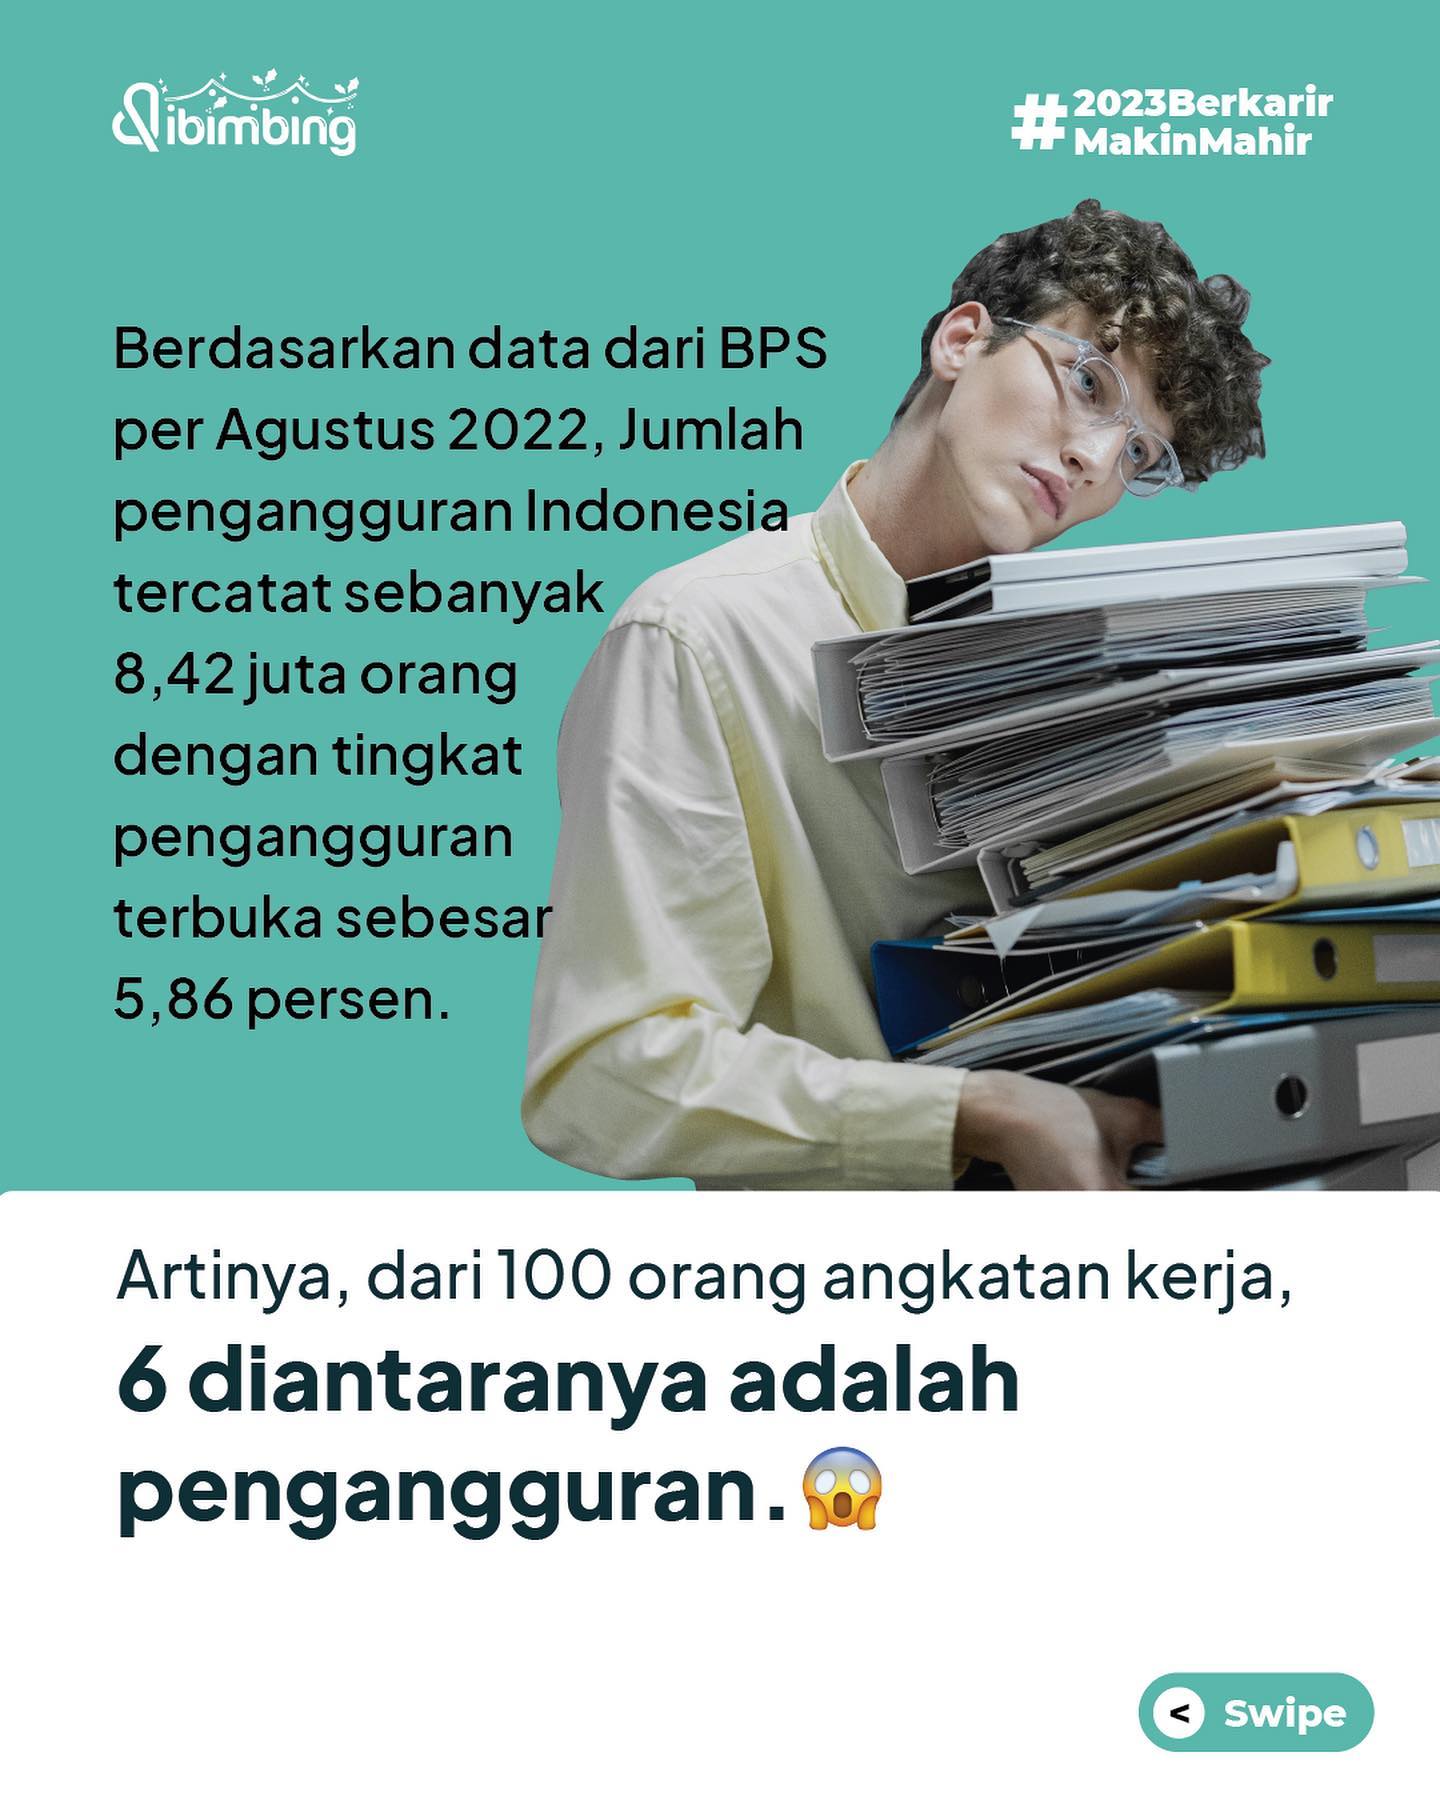 dibimbing
#2023Berkarir
MakinMahir
Berdasarkan data dari BPS
per Agustus 2022, Jumlah
pengangguran Indonesia
tercatat sebanyak
8,42 juta orang
dengan tingkat
pengangguran
terbuka sebesar
5,86 persen.
Artinya, dari 100 orang angkatan kerja,
6 diantaranya adalah
pengangguran. 😱
< Swipe